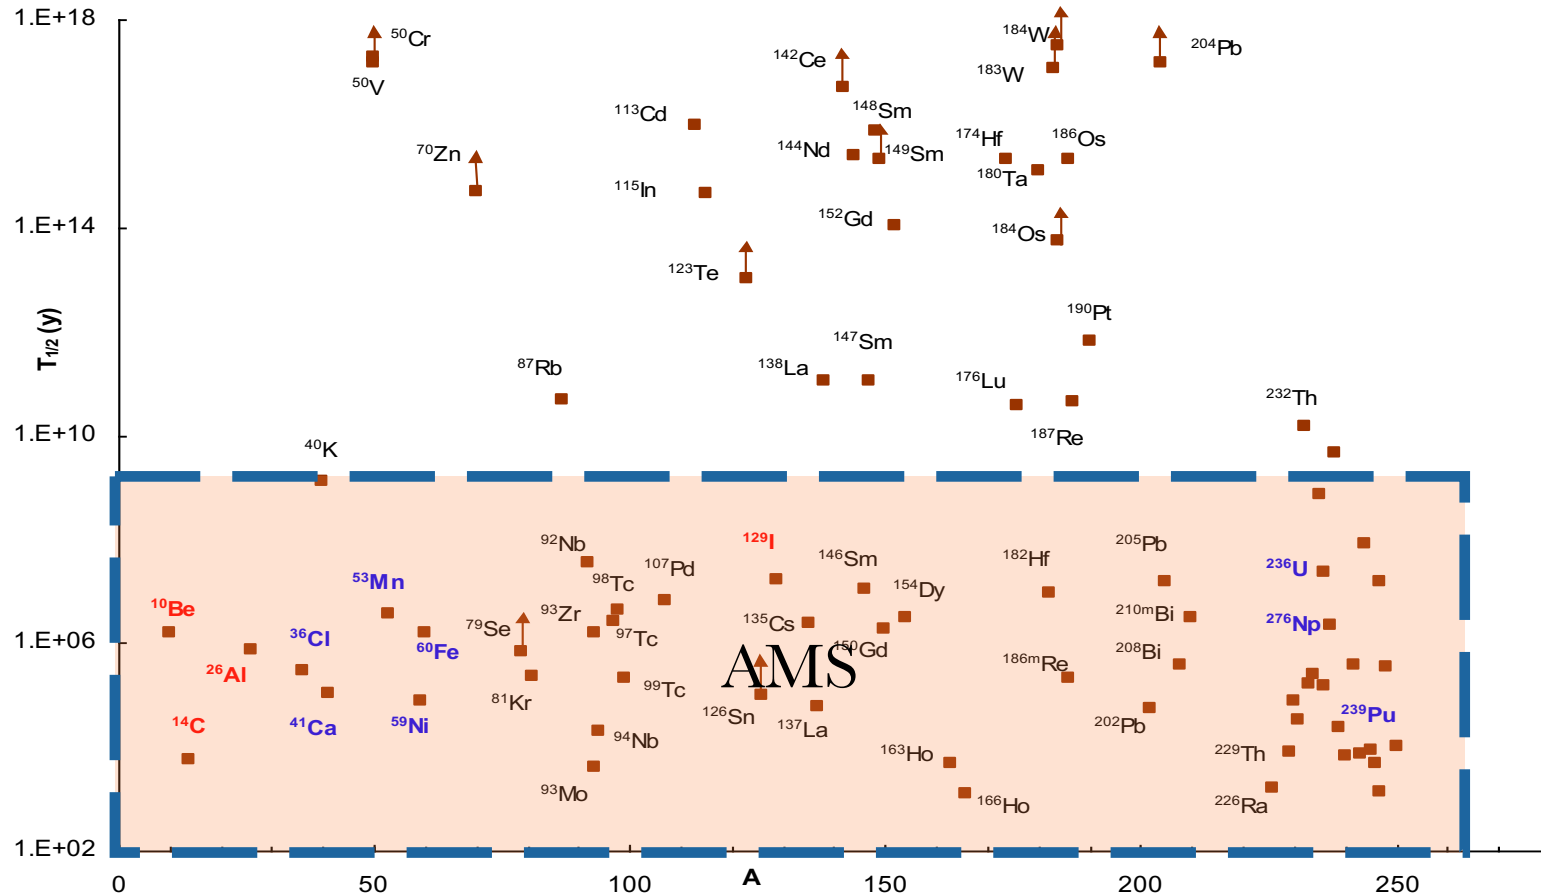 1.E+18
⁵⁰Cr
¹⁸⁴W
²⁰⁴Pb
¹⁴²Ce
¹⁸³W
⁵⁰V
¹¹³Cd
¹⁴⁸Sm
⁷⁰Zn
¹⁴⁴Nd
¹⁴⁹Sm
¹⁷⁴Hf
¹⁸⁶Os
¹⁸⁰Ta
¹¹⁵In
1.E+14
¹⁵²Gd
¹⁸⁴Os
¹²³Te
T1/2 (y)
¹⁹⁰Pt
¹⁴⁷Sm
⁸⁷Rb
¹³⁸La
¹⁷⁶Lu
²³²Th
1.E+10
¹⁸⁷Re
⁴⁰K
⁹²Nb
¹²⁹I
²⁰⁵Pb
¹⁴⁶Sm
¹⁸²Hf
¹⁰⁷Pd
²³⁶U
⁵³Mn
⁹⁸Tc
¹⁵⁴Dy
¹⁰Be
⁹³Zr
²¹⁰ᵐBi
²⁷⁶Np
⁷⁹Se
¹³⁵Cs
1.E+06
³⁶Cl
⁶⁰Fe
⁹⁷Tc
¹⁵⁰Gd
²⁰⁸Bi
AMS
¹⁸⁶ᵐRe
²⁶Al
⁸¹Kr
⁹⁹Tc
¹²⁶Sn
²³⁹Pu
¹⁴C
⁴¹Ca
⁵⁹Ni
¹³⁷La
²⁰²Pb
⁹⁴Nb
¹⁶³Ho
²²⁹Th
⁹³Mo
¹⁶⁶Ho
²²⁶Ra
1.E+02
0 50 100 A 150 200 250